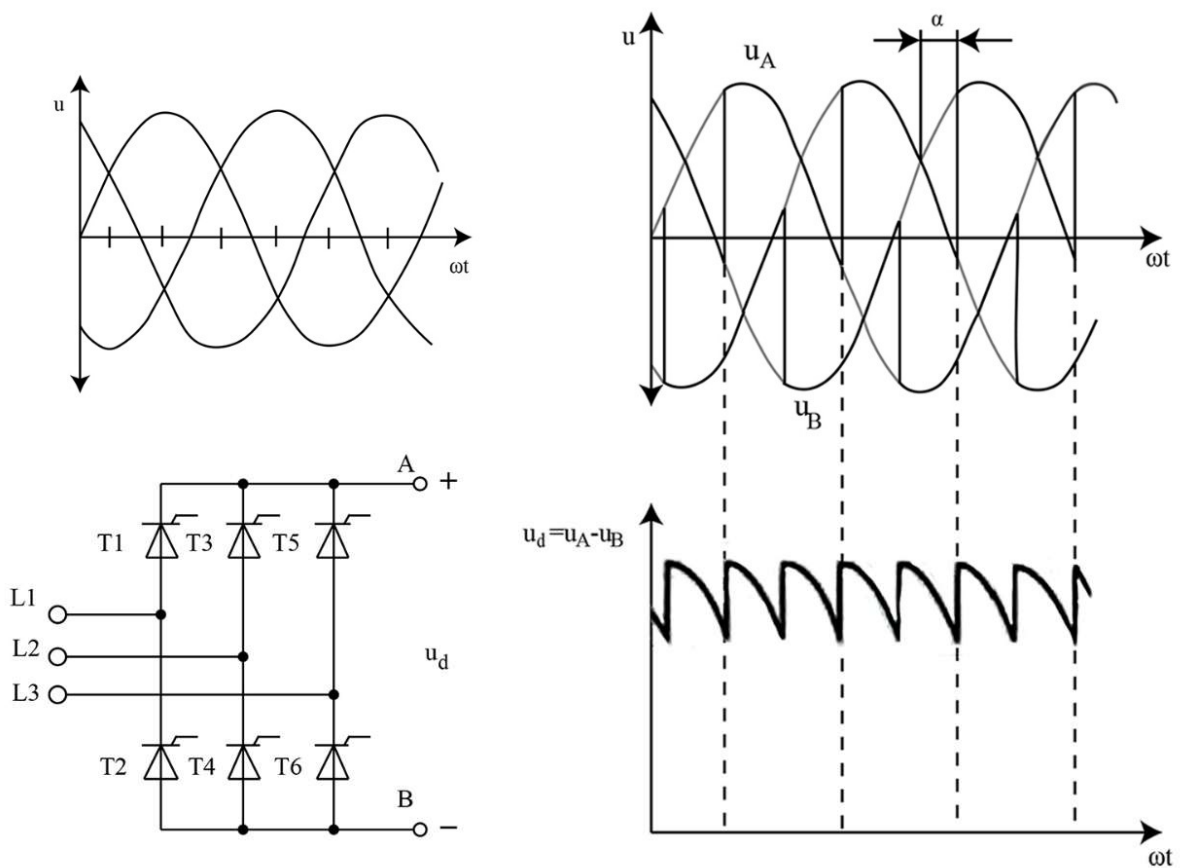 u
ωt
u
u_A
α
u_B
ωt
A
+
T1
T3
T5
L1
L2
L3
u_d
T2
T4
T6
B
−
u_d=u_A-u_B
ωt